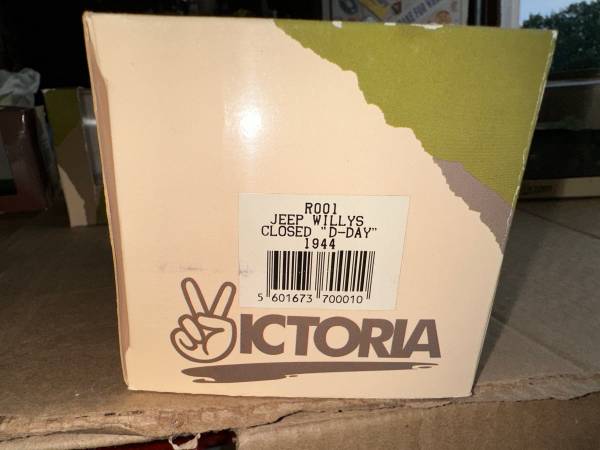 R001
JEEP WILLYS
CLOSED "D-DAY"
1944
5 601673 700010
VICTORIA